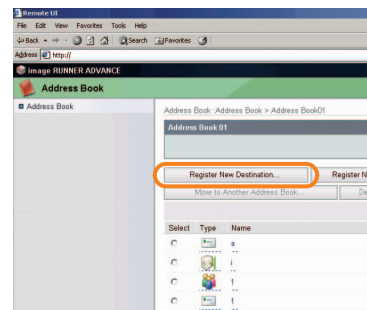 Remote UI
File Edit View Favorites Tools Help
Back Search Favorites
Address http://
image RUNNER ADVANCE
Address Book
Address Book
Address Book :Address Book > Address Book01
Address Book 01
Register New Destination... Register N
Move to Another Address Book... De
Select Type Name
a
i
t
t